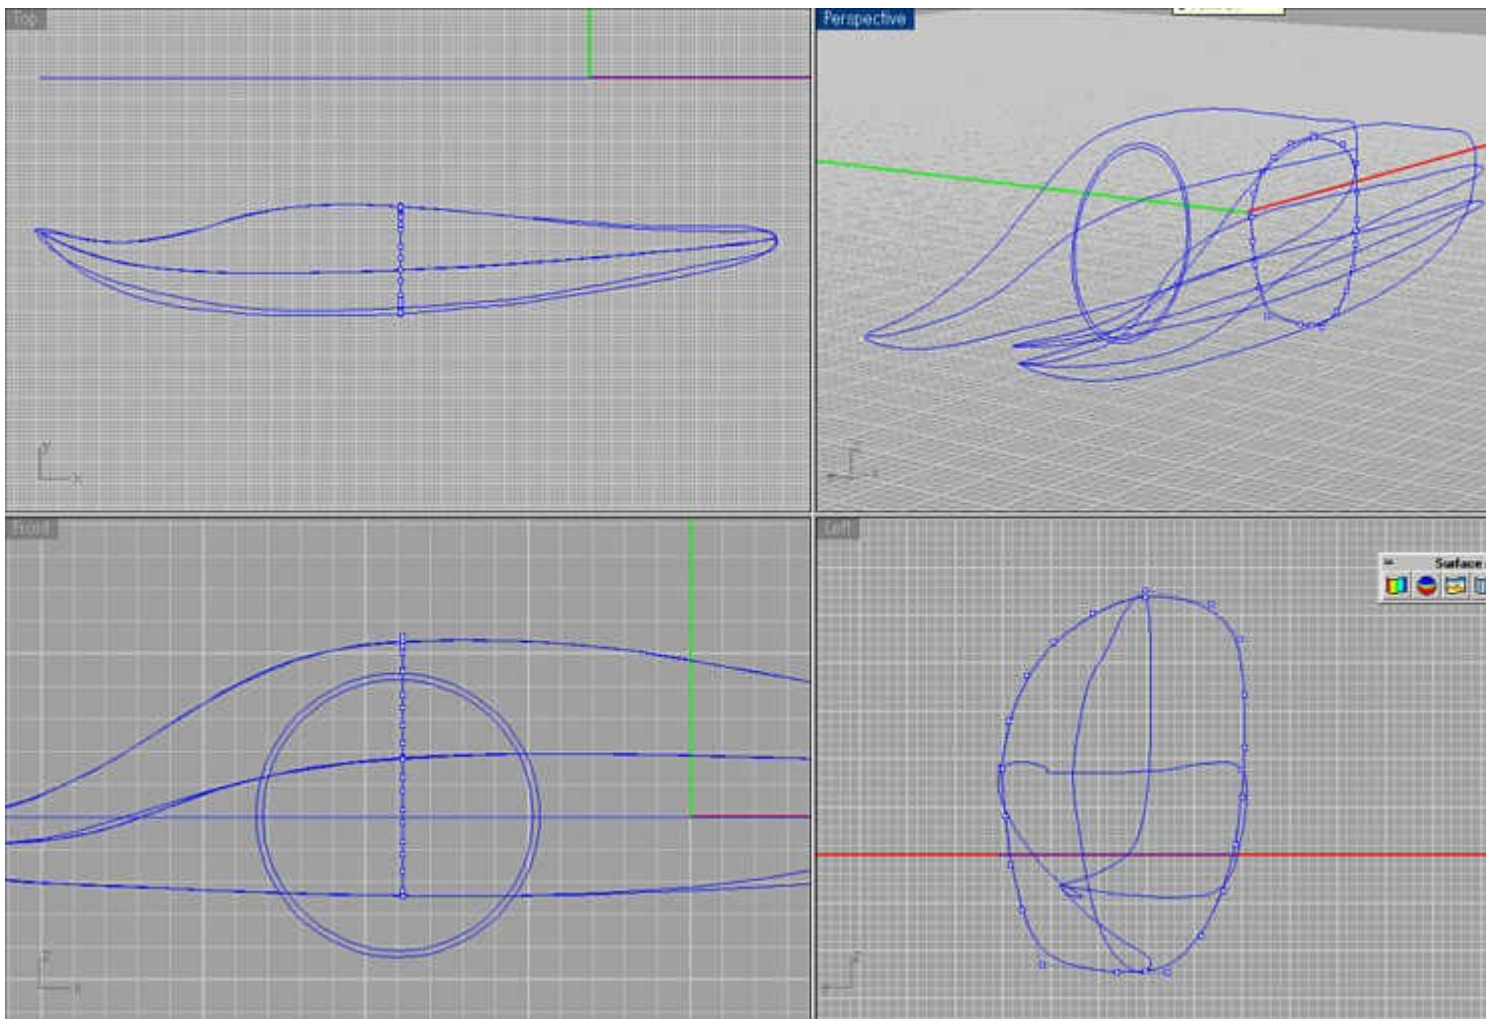 Top
Perspective
Front
Left
Surface
y
x
z
x
z